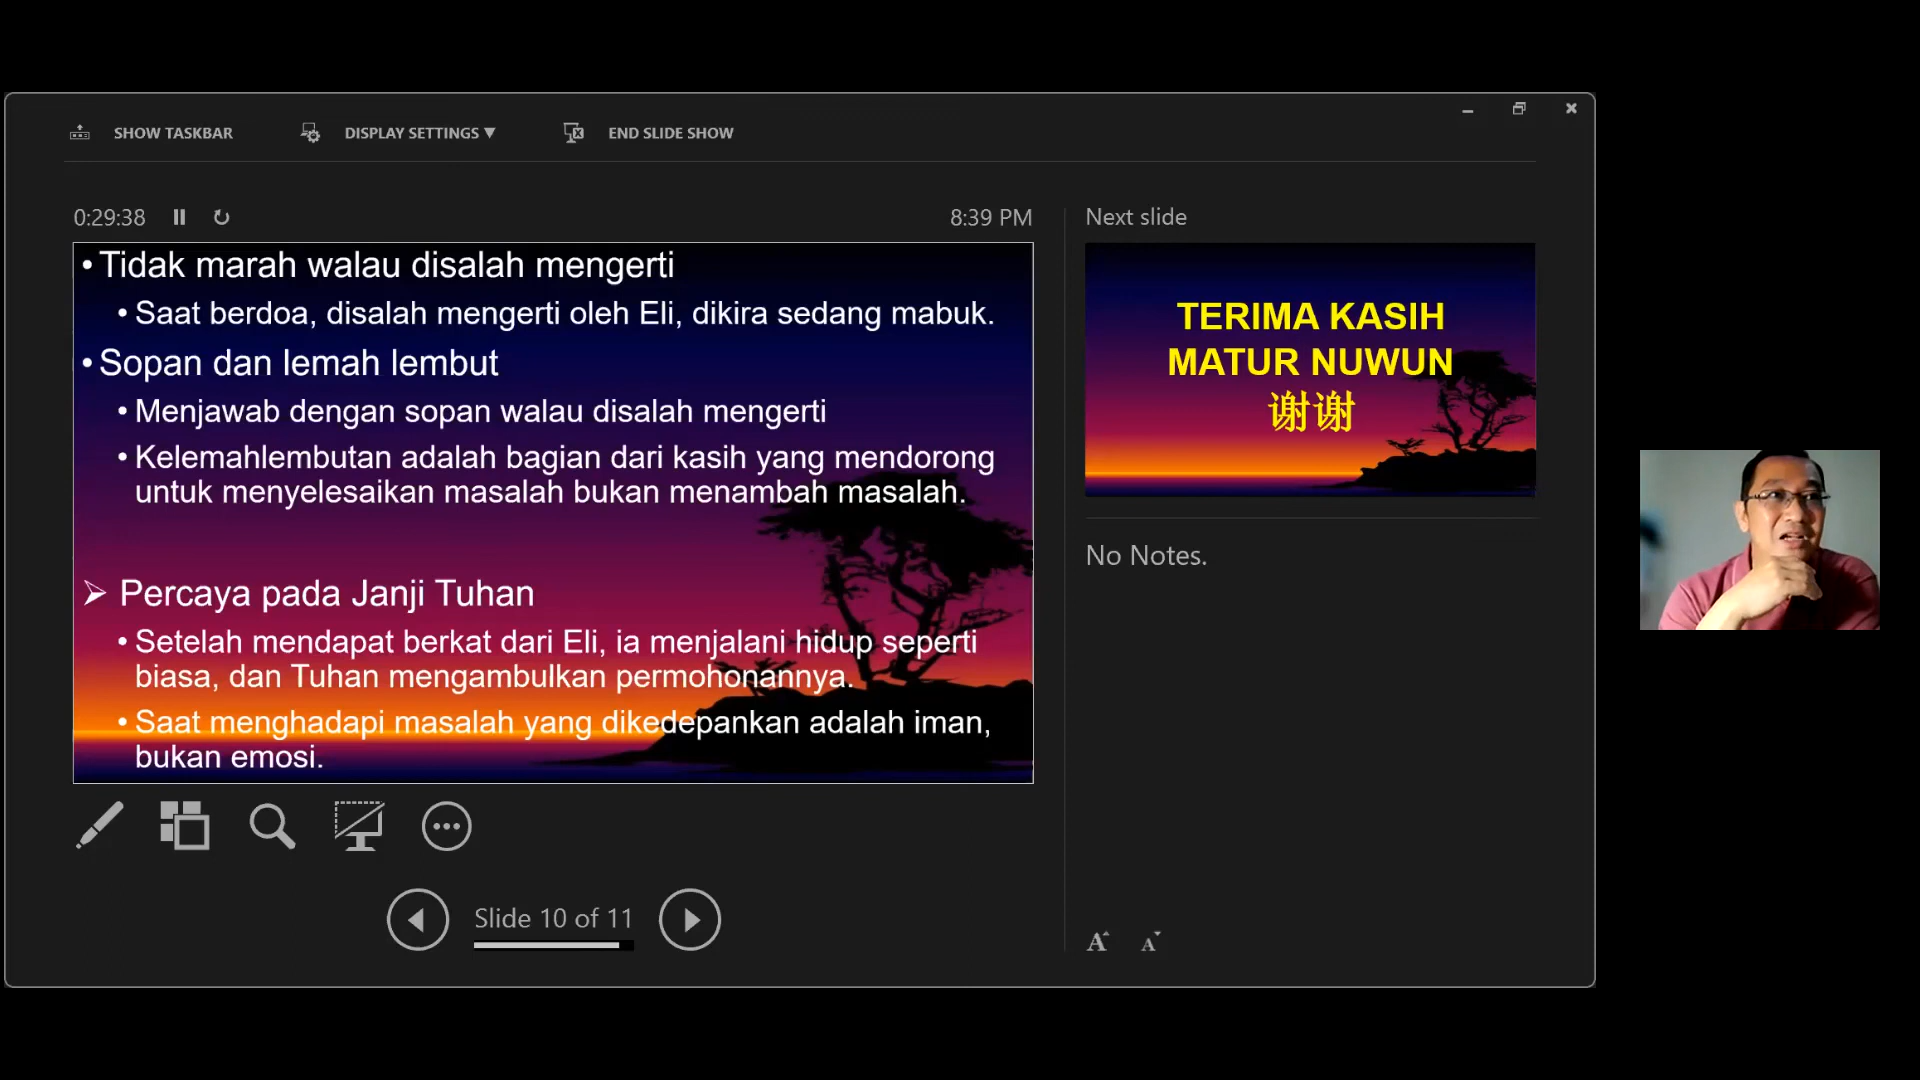 SHOW TASKBAR
DISPLAY SETTINGS ▼
END SLIDE SHOW
0:29:38
8:39 PM
• Tidak marah walau disalah mengerti
• Saat berdoa, disalah mengerti oleh Eli, dikira sedang mabuk.
• Sopan dan lemah lembut
• Menjawab dengan sopan walau disalah mengerti
• Kelemahlembutan adalah bagian dari kasih yang mendorong
untuk menyelesaikan masalah bukan menambah masalah.
➢ Percaya pada Janji Tuhan
• Setelah mendapat berkat dari Eli, ia menjalani hidup seperti
biasa, dan Tuhan mengambulkan permohonannya.
• Saat menghadapi masalah yang dikedepankan adalah iman,
bukan emosi.
Slide 10 of 11
Next slide
TERIMA KASIH
MATUR NUWUN
谢谢
No Notes.
A A